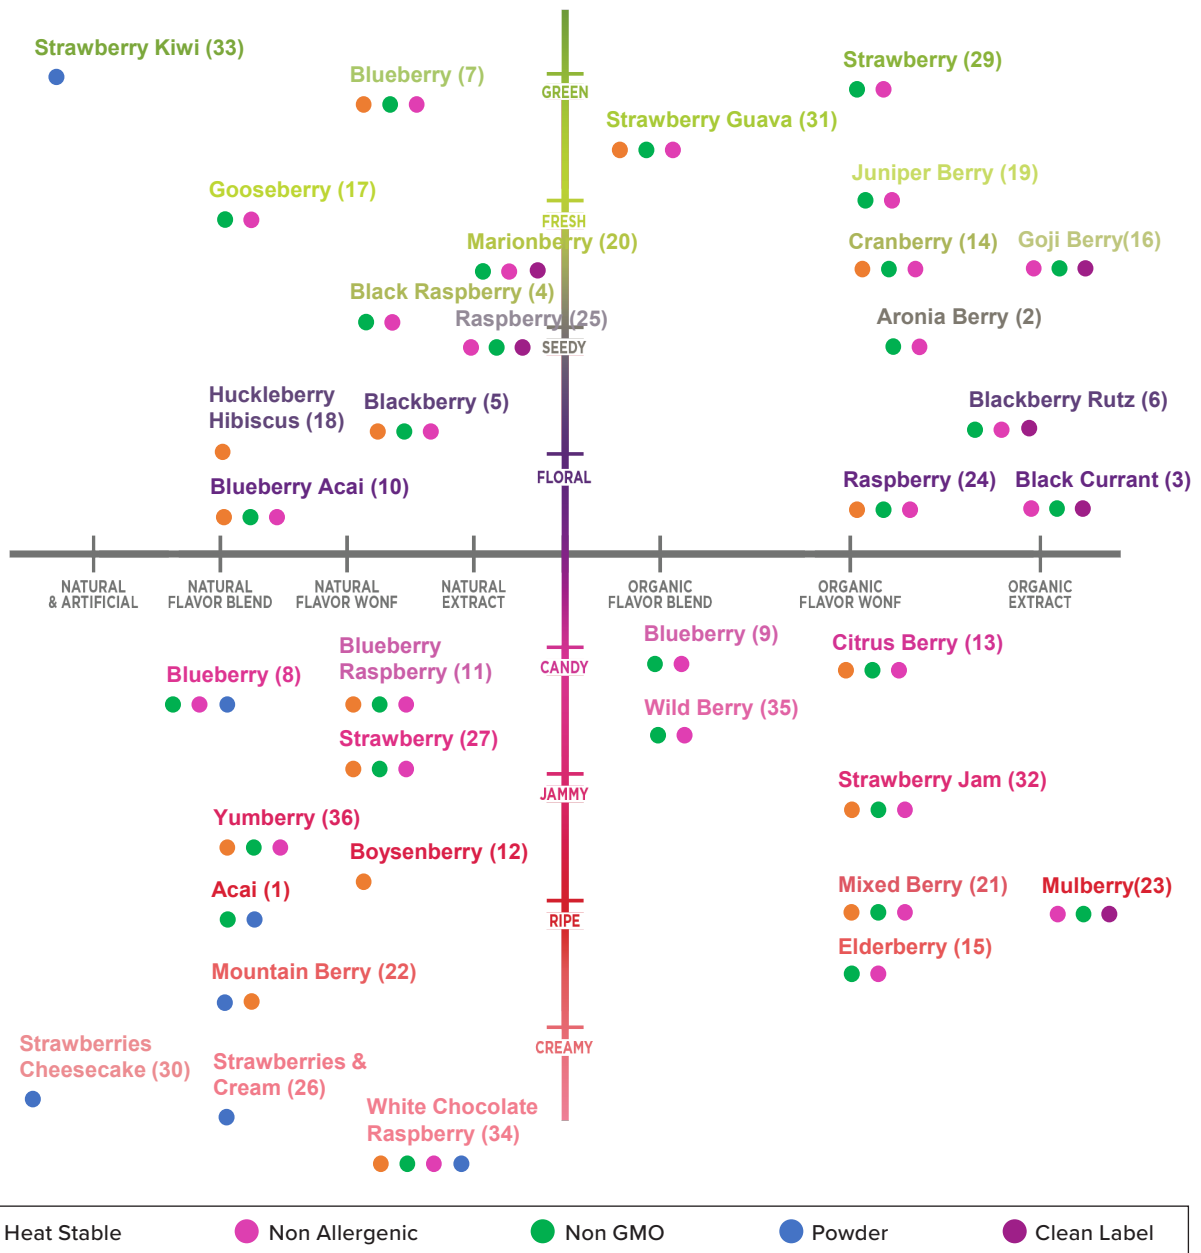 Strawberry Kiwi (33)
Blueberry (7)
Strawberry (29)
GREEN
Strawberry Guava (31)
Juniper Berry (19)
Gooseberry (17)
FRESH
Marionberry (20)
Cranberry (14)
Goji Berry(16)
Black Raspberry (4)
Raspberry (25)
Aronia Berry (2)
SEEDY
Huckleberry
Hibiscus (18)
Blackberry (5)
Blackberry Rutz (6)
FLORAL
Blueberry Acai (10)
Raspberry (24)
Black Currant (3)
NATURAL
& ARTIFICIAL
NATURAL
FLAVOR BLEND
NATURAL
FLAVOR WONF
NATURAL
EXTRACT
ORGANIC
FLAVOR BLEND
ORGANIC
FLAVOR WONF
ORGANIC
EXTRACT
Blueberry (9)
Citrus Berry (13)
Blueberry
Raspberry (11)
CANDY
Blueberry (8)
Wild Berry (35)
Strawberry (27)
JAMMY
Strawberry Jam (32)
Yumberry (36)
Boysenberry (12)
Acai (1)
Mixed Berry (21)
Mulberry(23)
RIPE
Elderberry (15)
Mountain Berry (22)
Strawberries
Cheesecake (30)
CREAMY
Strawberries &
Cream (26)
White Chocolate
Raspberry (34)
Heat Stable
Non Allergenic
Non GMO
Powder
Clean Label